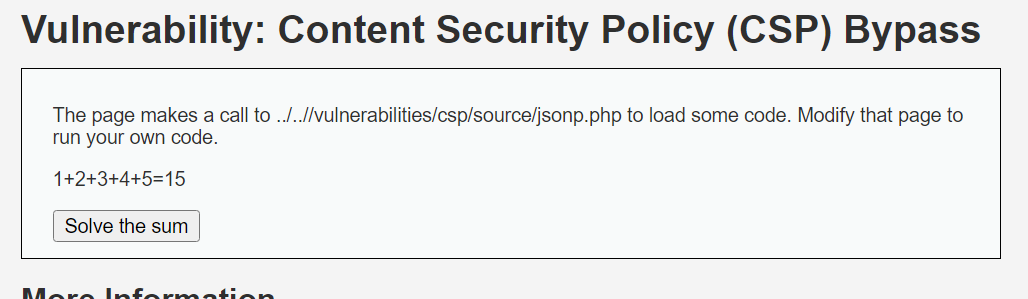 Vulnerability: Content Security Policy (CSP) Bypass
The page makes a call to ../..//vulnerabilities/csp/source/jsonp.php to load some code. Modify that page to
run your own code.
1+2+3+4+5=15
Solve the sum
More Information